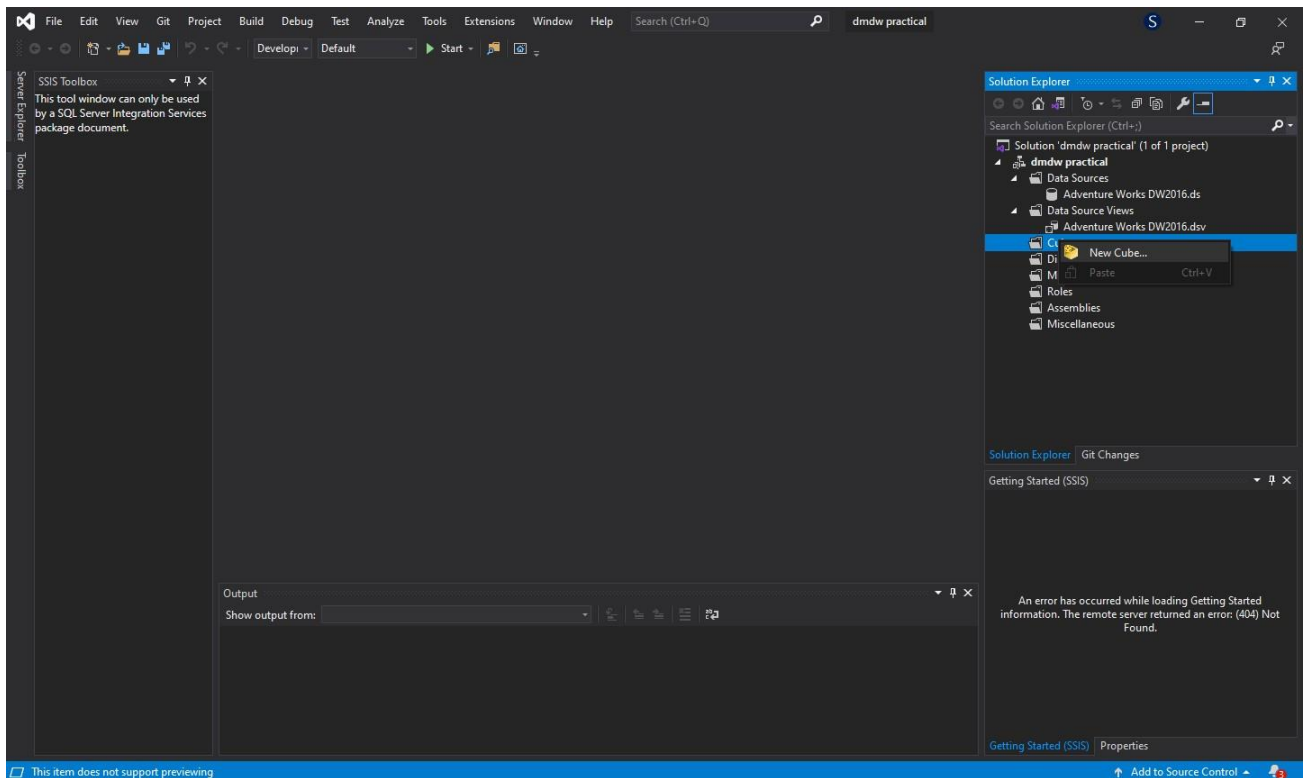 File Edit View Git Project Build Debug Test Analyze Tools Extensions Window Help Search (Ctrl+Q) dmdw practical S
Developı Default Start
Server Explorer
Toolbox
SSIS Toolbox
This tool window can only be used
by a SQL Server Integration Services
package document.
Solution Explorer
Search Solution Explorer (Ctrl+;)
Solution 'dmdw practical' (1 of 1 project)
dmdw practical
Data Sources
Adventure Works DW2016.ds
Data Source Views
Adventure Works DW2016.dsv
Cu
New Cube...
Di
M
Paste Ctrl+V
Roles
Assemblies
Miscellaneous
Solution Explorer Git Changes
Getting Started (SSIS)
An error has occurred while loading Getting Started
information. The remote server returned an error: (404) Not
Found.
Getting Started (SSIS) Properties
Output
Show output from:
This item does not support previewing
Add to Source Control 3